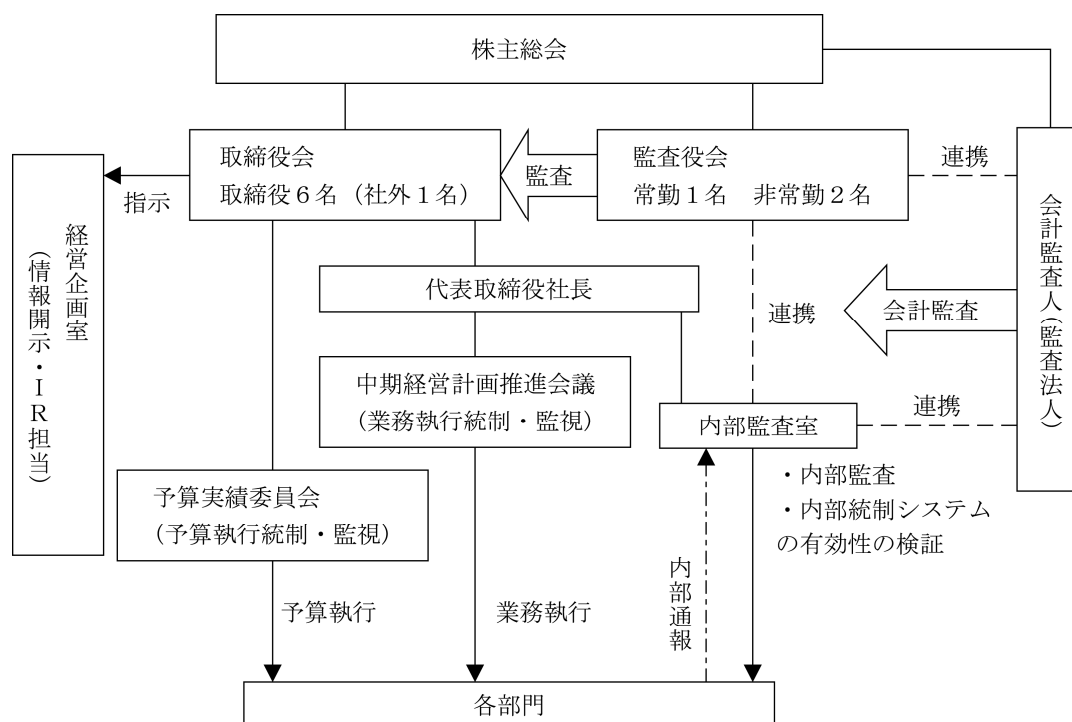 株主総会
取締役会
取締役6名（社外1名）
監査
監査役会
常勤1名　非常勤2名
連携
会計監査人(監査法人)
指示
経営企画室
(情報開示・IR担当)
代表取締役社長
連携
会計監査
中期経営計画推進会議
(業務執行統制・監視)
内部監査室
連携
予算実績委員会
(予算執行統制・監視)
・内部監査
・内部統制システム
の有効性の検証
予算執行
業務執行
内部通報
各部門